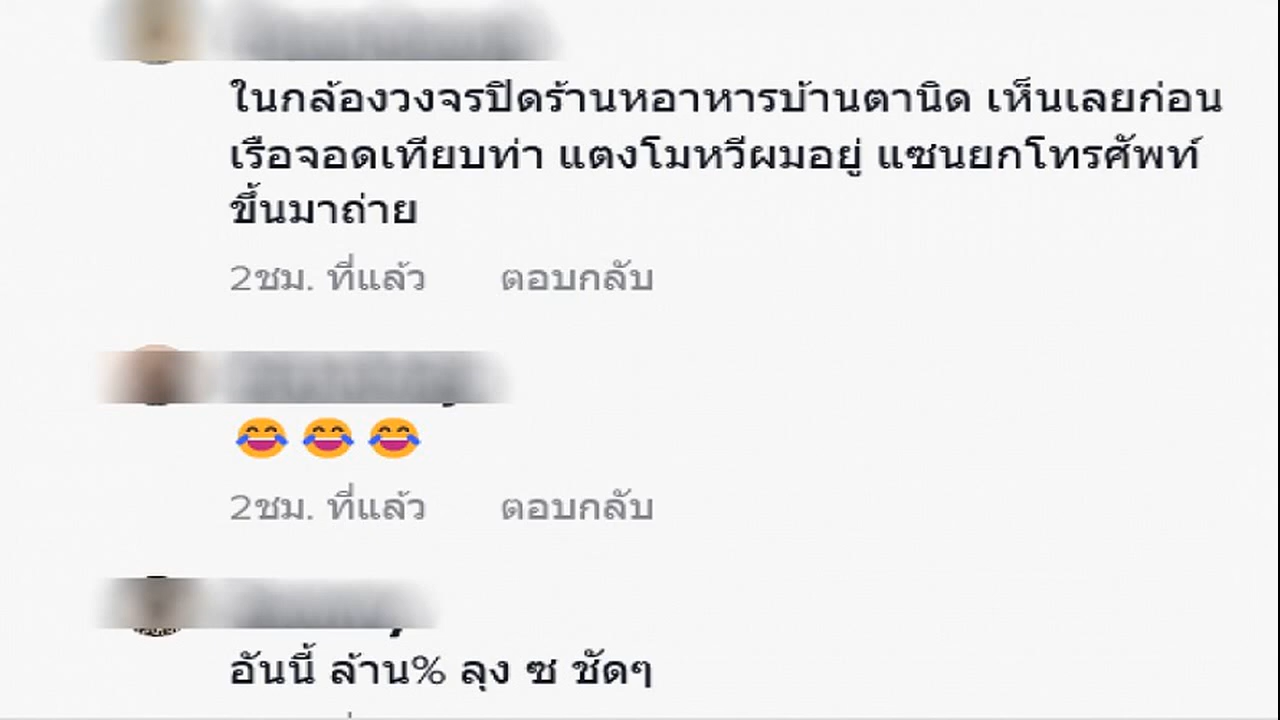 ในกล้องวงจรปิดร้านหอาหารบ้านตานิด เห็นเลยก่อน
เรือจอดเทียบท่า แตงโมหวีผมอยู่ แซนยกโทรศัพท์
ขึ้นมาถ่าย
2ชม. ที่แล้ว ตอบกลับ
😂😂😂
2ชม. ที่แล้ว ตอบกลับ
อันนี้ ล้าน% ลุง ซ ชัดๆ